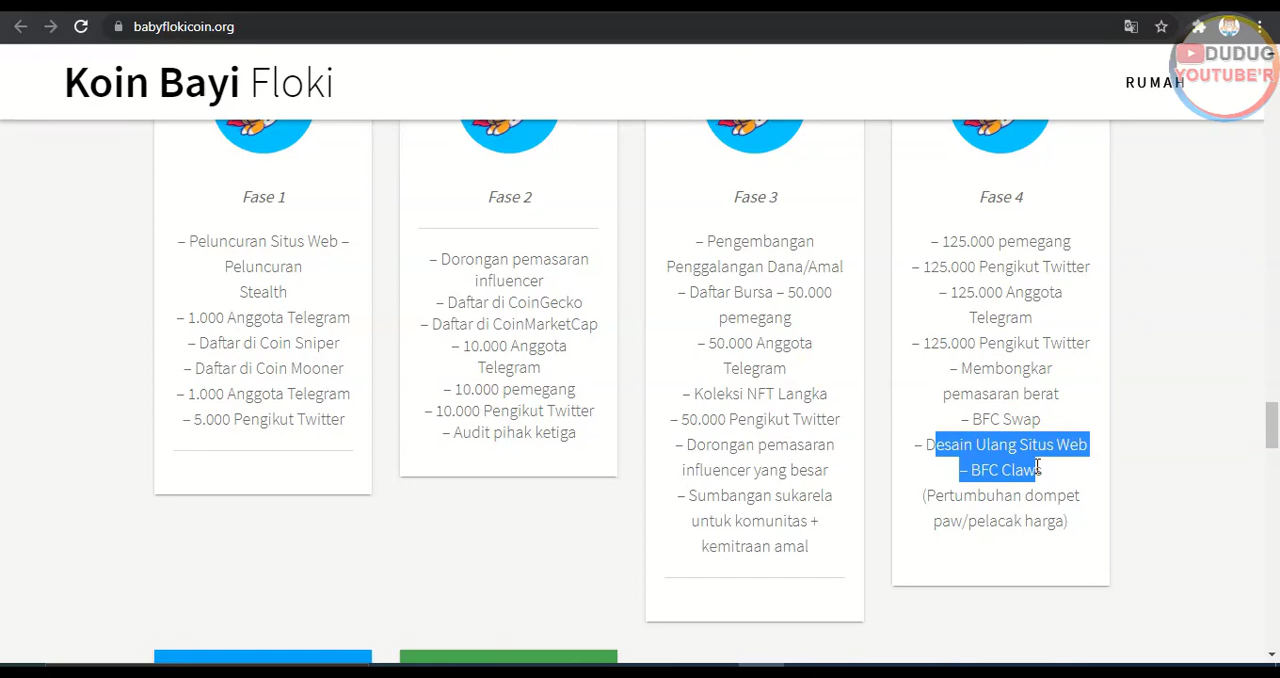 babyflokicoin.org
DUDUG
YOUTUBE'R
Koin Bayi Floki
RUMAH
Fase 1
– Peluncuran Situs Web –
Peluncuran
Stealth
– 1.000 Anggota Telegram
– Daftar di Coin Sniper
– Daftar di Coin Mooner
– 1.000 Anggota Telegram
– 5.000 Pengikut Twitter
Fase 2
– Dorongan pemasaran
influencer
– Daftar di CoinGecko
– Daftar di CoinMarketCap
– 10.000 Anggota
Telegram
– 10.000 pemegang
– 10.000 Pengikut Twitter
– Audit pihak ketiga
Fase 3
– Pengembangan
Penggalangan Dana/Amal
– Daftar Bursa – 50.000
pemegang
– 50.000 Anggota
Telegram
– Koleksi NFT Langka
– 50.000 Pengikut Twitter
– Dorongan pemasaran
influencer yang besar
– Sumbangan sukarela
untuk komunitas +
kemitraan amal
Fase 4
– 125.000 pemegang
– 125.000 Pengikut Twitter
– 125.000 Anggota
Telegram
– 125.000 Pengikut Twitter
– Membongkar
pemasaran berat
– BFC Swap
– Desain Ulang Situs Web
– BFC Claws
(Pertumbuhan dompet
paw/pelacak harga)